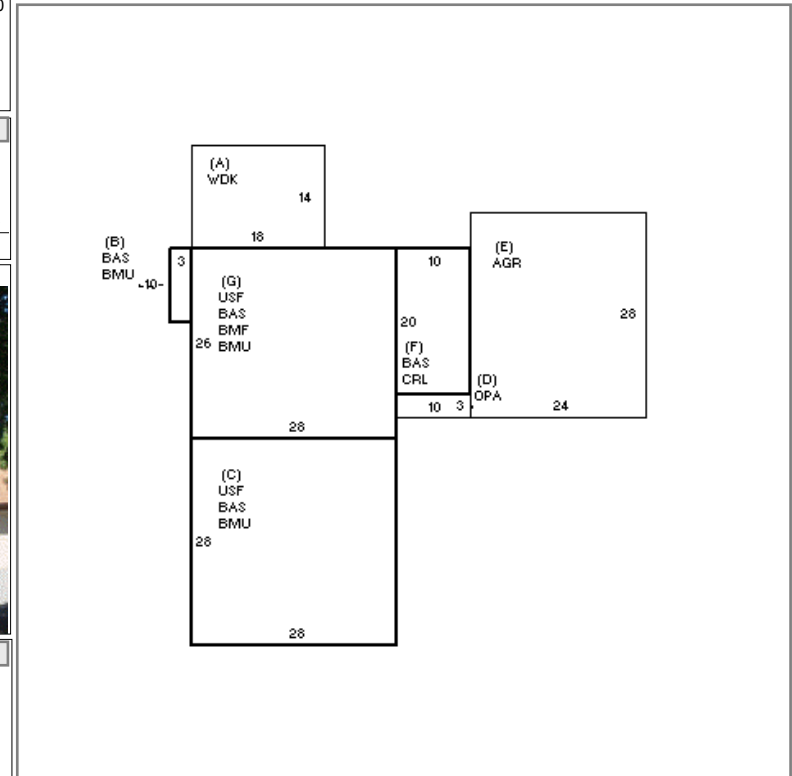 (A)
WDK
14
18
(B)
BAS
BMU
-10-
3
(G)
USF
BAS
BMF
BMU
26
28
10
20
(F)
BAS
CRL
(E)
AGR
28
(D)
OPA
10 3
24
(C)
USF
BAS
BMU
28
28